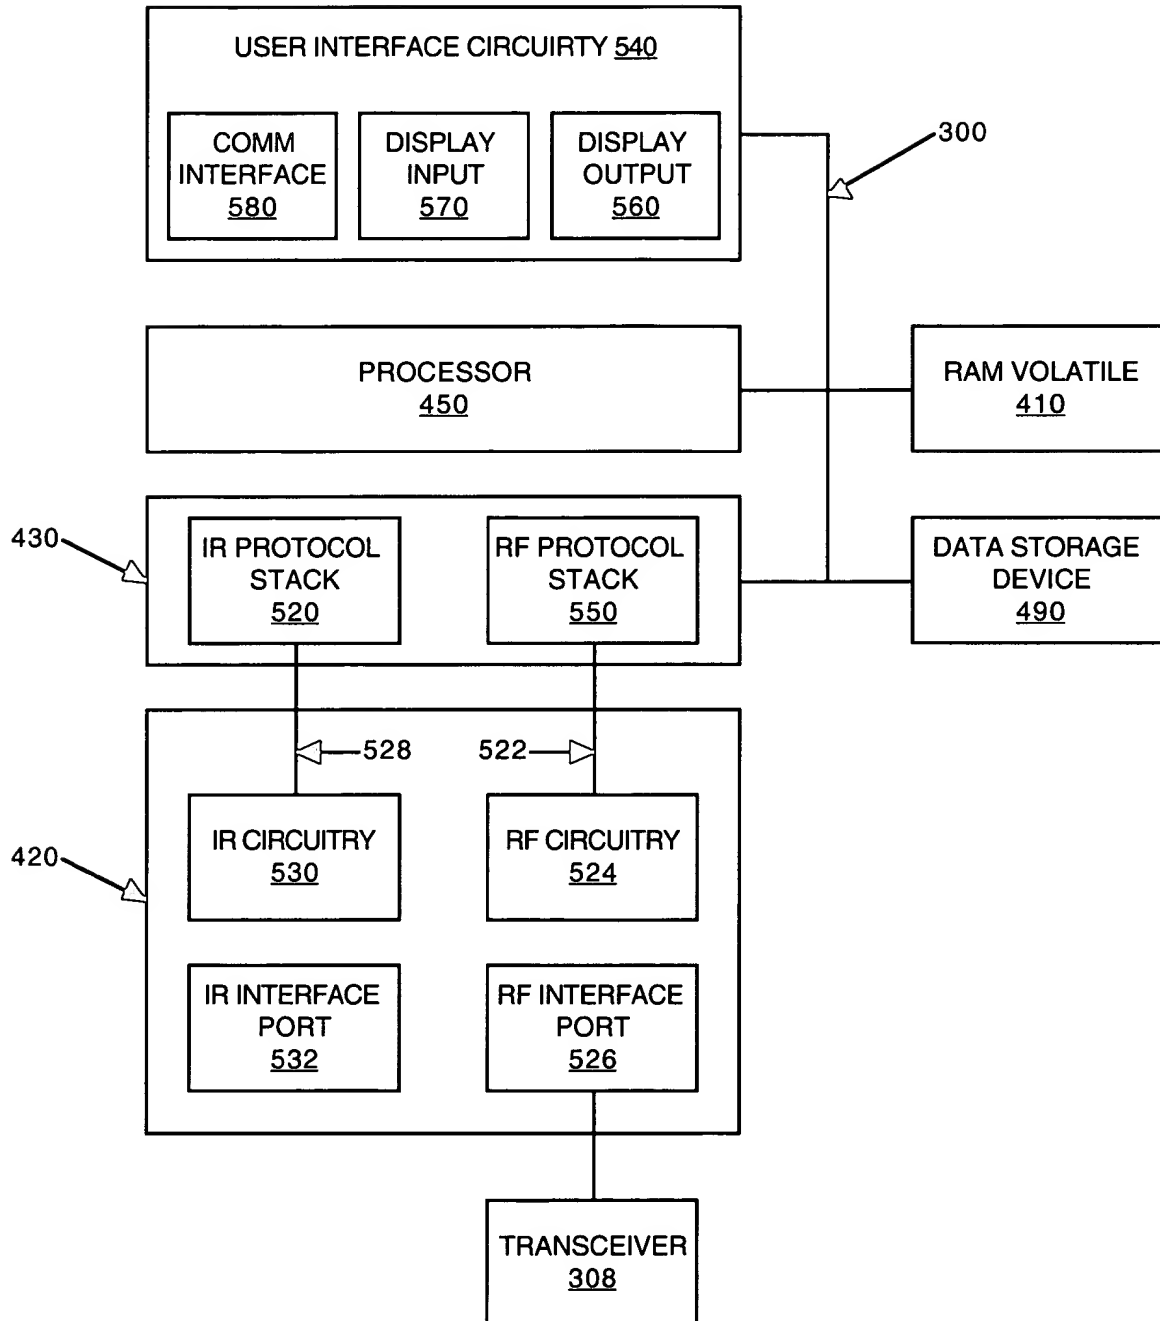 USER INTERFACE CIRCUIRTY 540
COMM
INTERFACE
580
DISPLAY
INPUT
570
DISPLAY
OUTPUT
560
300
PROCESSOR
450
RAM VOLATILE
410
430
IR PROTOCOL
STACK
520
RF PROTOCOL
STACK
550
DATA STORAGE
DEVICE
490
528
522
420
IR CIRCUITRY
530
RF CIRCUITRY
524
IR INTERFACE
PORT
532
RF INTERFACE
PORT
526
TRANSCEIVER
308